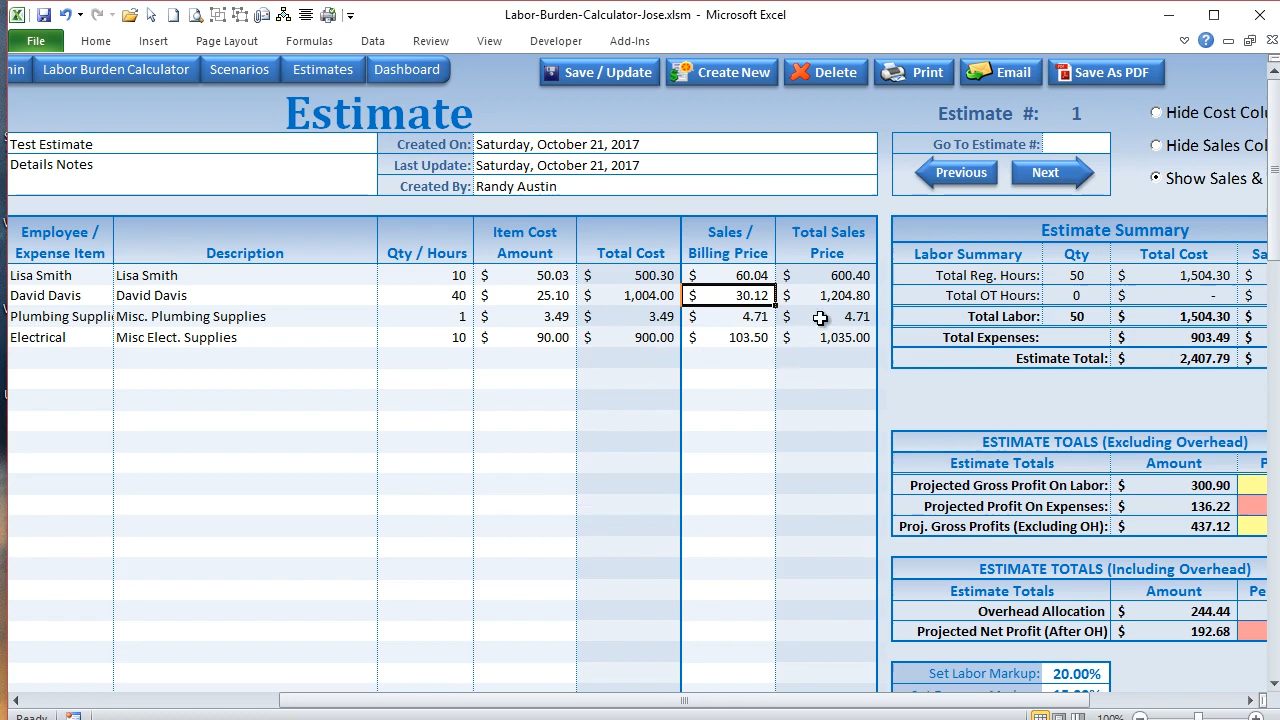 Labor-Burden-Calculator-Jose.xlsm - Microsoft Excel
File Home Insert Page Layout Formulas Data Review View Developer Add-Ins
min Labor Burden Calculator Scenarios Estimates Dashboard Save / Update Create New Delete Print Email Save As PDF
Estimate Estimate #: 1 Hide Cost Colu
Test Estimate Created On: Saturday, October 21, 2017 Go To Estimate #: Hide Sales Col
Details Notes Last Update: Saturday, October 21, 2017 Previous Next Show Sales &
Created By: Randy Austin
Employee / Item Cost Sales / Total Sales
Expense Item Description Qty / Hours Amount Total Cost Billing Price Price
Lisa Smith Lisa Smith 10 $ 50.03 $ 500.30 $ 60.04 $ 600.40
David Davis David Davis 40 $ 25.10 $ 1,004.00 $ 30.12 $ 1,204.80
Plumbing Suppli Misc. Plumbing Supplies 1 $ 3.49 $ 3.49 $ 4.71 $ 4.71
Electrical Misc Elect. Supplies 10 $ 90.00 $ 900.00 $ 103.50 $ 1,035.00
Estimate Summary
Labor Summary Qty Total Cost Sa
Total Reg. Hours: 50 $ 1,504.30 $
Total OT Hours: 0 $ - $
Total Labor: 50 $ 1,504.30 $
Total Expenses: $ 903.49 $
Estimate Total: $ 2,407.79 $
ESTIMATE TOALS (Excluding Overhead)
Estimate Totals Amount P
Projected Gross Profit On Labor: $ 300.90
Projected Profit On Expenses: $ 136.22
Proj. Gross Profits (Excluding OH): $ 437.12
ESTIMATE TOTALS (Including Overhead)
Estimate Totals Amount Pe
Overhead Allocation $ 244.44
Projected Net Profit (After OH) $ 192.68
Set Labor Markup: 20.00%
Ready 100%